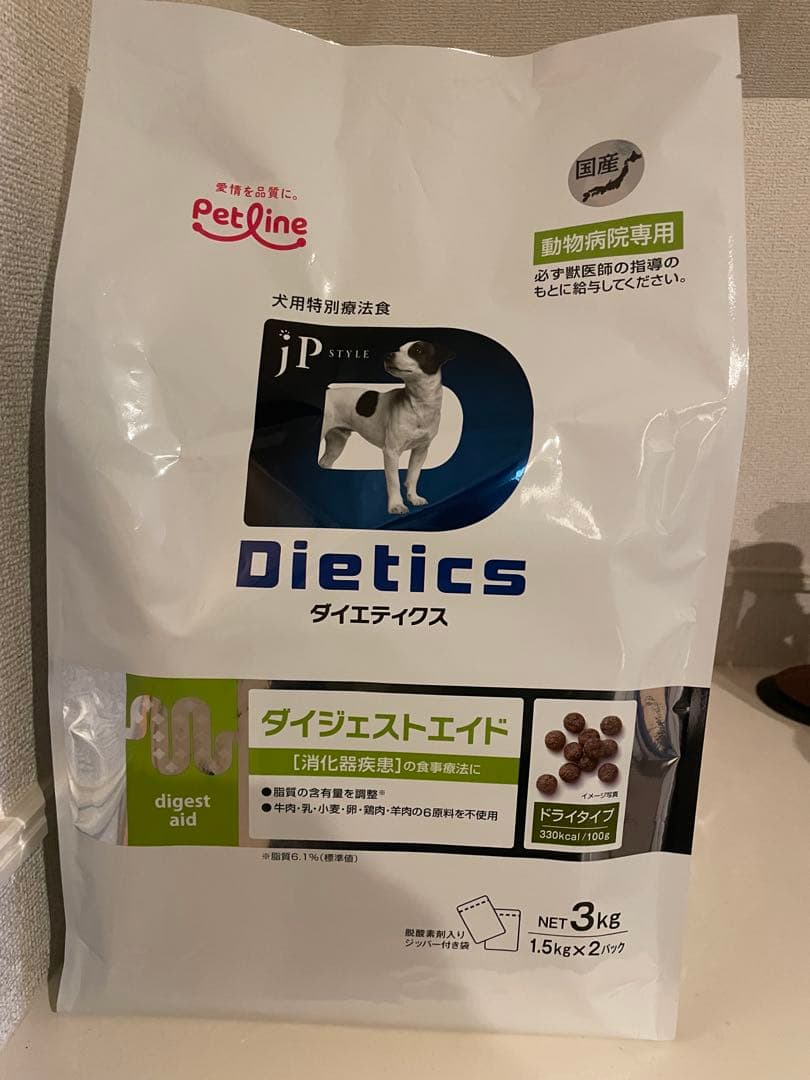 愛情を品質に。
Petline
国産
動物病院専用
必ず獣医師の指導の
もとに給与してください。
犬用特別療法食
jP STYLE
Dietics
ダイエティクス
digest
aid
ダイジェストエイド
[消化器疾患]の食事療法に
●脂質の含有量を調整※
●牛肉・乳・小麦・卵・鶏肉・羊肉の6原料を不使用
イメージ写真
ドライタイプ
330kcal/100g
※脂質6.1%(標準値)
脱酸素剤入り
ジッパー付き袋
NET 3kg
1.5kg×2パック